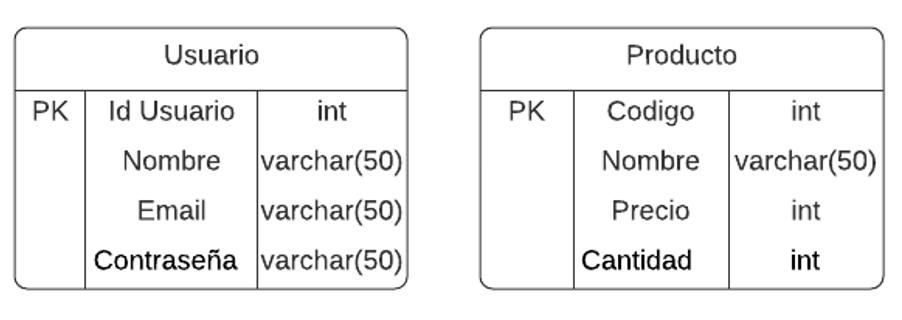 Usuario
PK Id Usuario int
Nombre varchar(50)
Email varchar(50)
Contraseña varchar(50)
Producto
PK Codigo int
Nombre varchar(50)
Precio int
Cantidad int